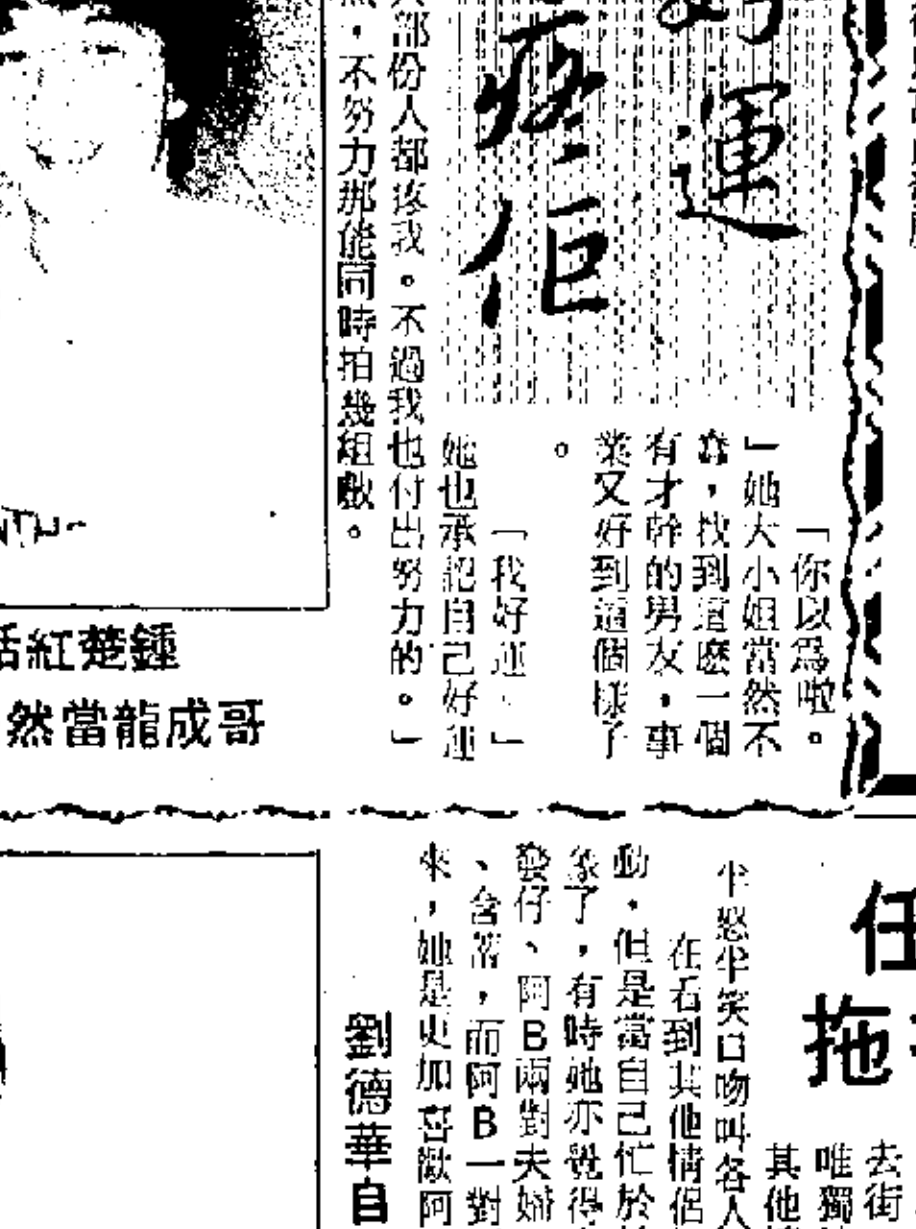 好運
疼佢
「你以為啦。
」她大小姐當然不
蠢，找到這麼一個
有才幹的男友，事
業又好到這個樣子
。
「我好運、」
她也承認自己好運
部份人都疼我。不過我也付出努力的。」
，不努力那能同時拍幾組戲。
活紅楚鍾
然當龍成哥
任
拖
去街
唯獨
其他
半怒半笑口吻叫各人
在看到其他情侶
動，但是當自己忙於
象了，有時她亦覺得
發仔、阿B兩對夫婦
、含蓄，而阿B一對
來，她是更加喜歡阿
劉德華自